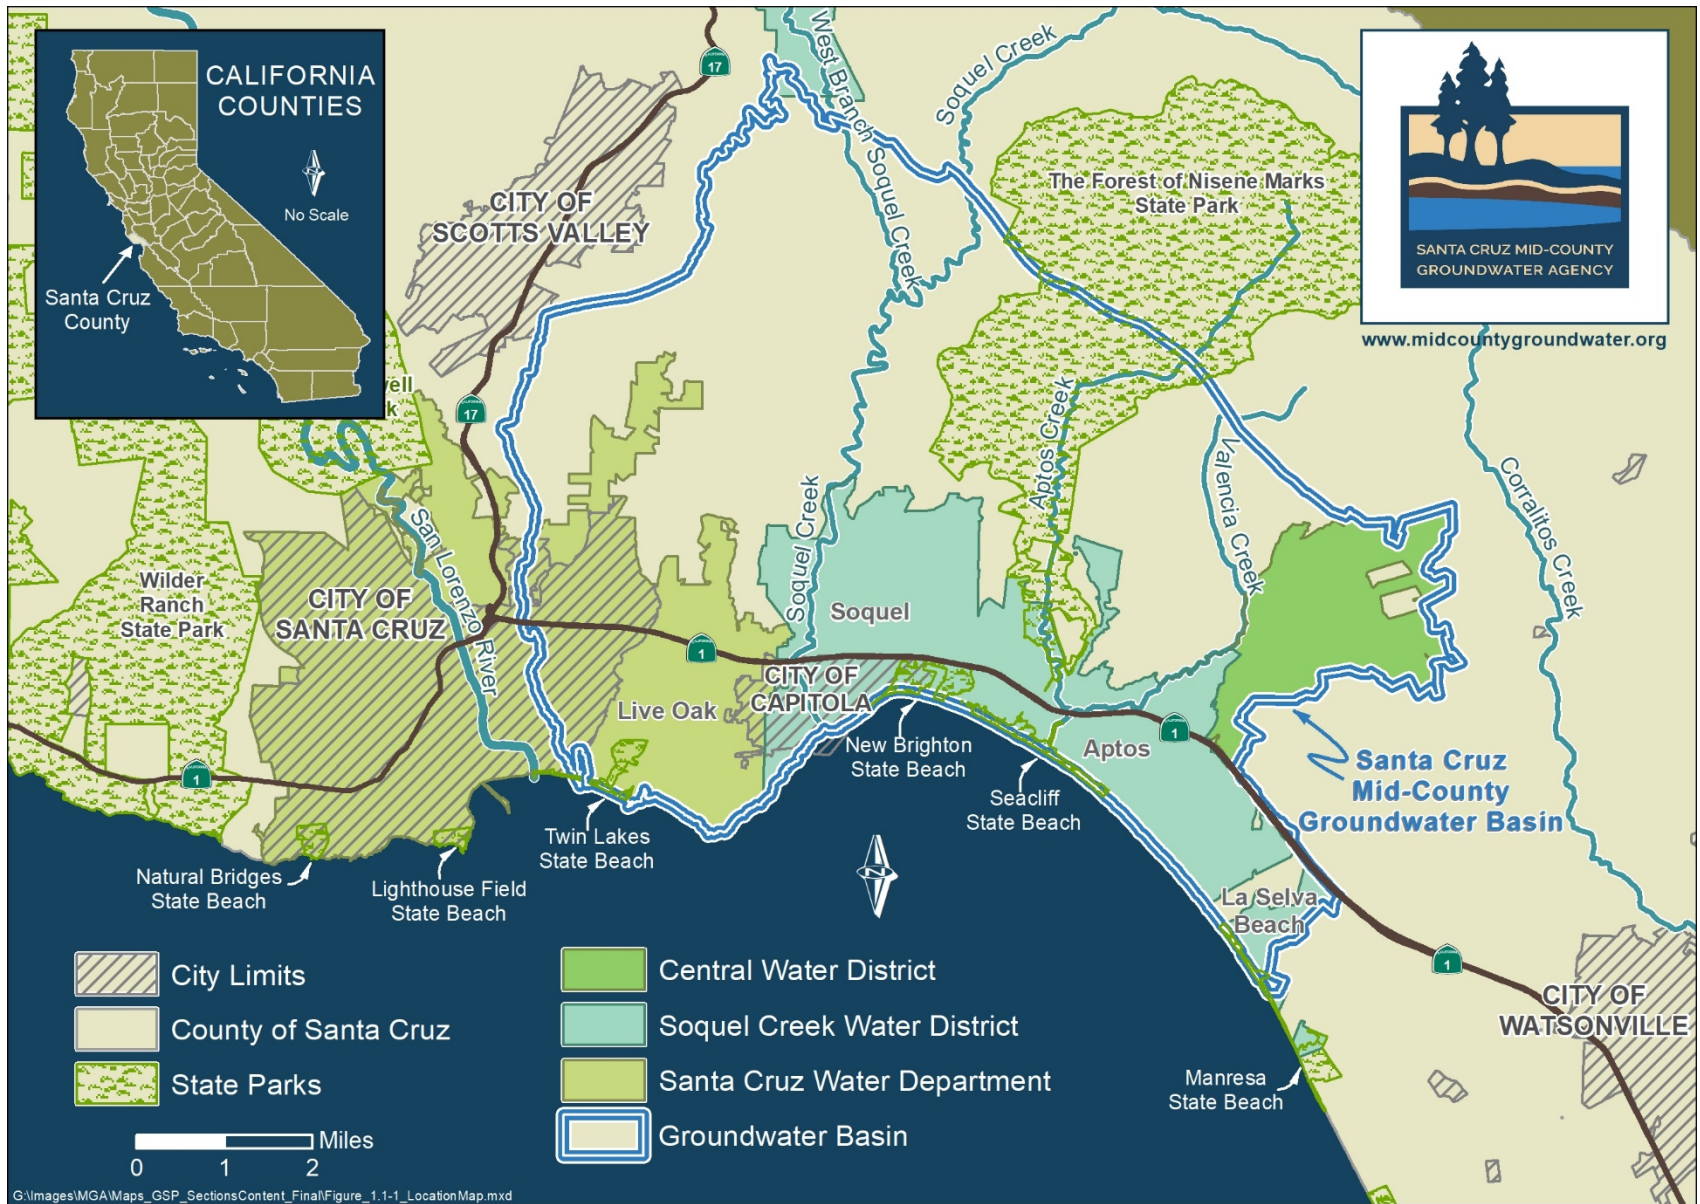 CALIFORNIA
COUNTIES
No Scale
Santa Cruz
County
17
West Branch Soquel Creek
Soquel Creek
The Forest of Nisene Marks
State Park
SANTA CRUZ MID-COUNTY
GROUNDWATER AGENCY
www.midcountygroundwater.org
CITY OF
SCOTTS VALLEY
17
Aptos Creek
Valencia Creek
Corralitos Creek
San Lorenzo River
Soquel Creek
Wilder
Ranch
State Park
CITY OF
SANTA CRUZ
Soquel
1
CITY OF
CAPITOLA
Live Oak
New Brighton
State Beach
Aptos
1
Santa Cruz
Mid-County
Groundwater Basin
1
Seacliff
State Beach
Twin Lakes
State Beach
N
Natural Bridges
State Beach
Lighthouse Field
State Beach
La Selva
Beach
1
CITY OF
WATSONVILLE
Manresa
State Beach
City Limits
County of Santa Cruz
State Parks
Central Water District
Soquel Creek Water District
Santa Cruz Water Department
Groundwater Basin
Miles
0 1 2
G:\Images\MGA\Maps_GSP_SectionsContent_Final\Figure_1.1-1_LocationMap.mxd